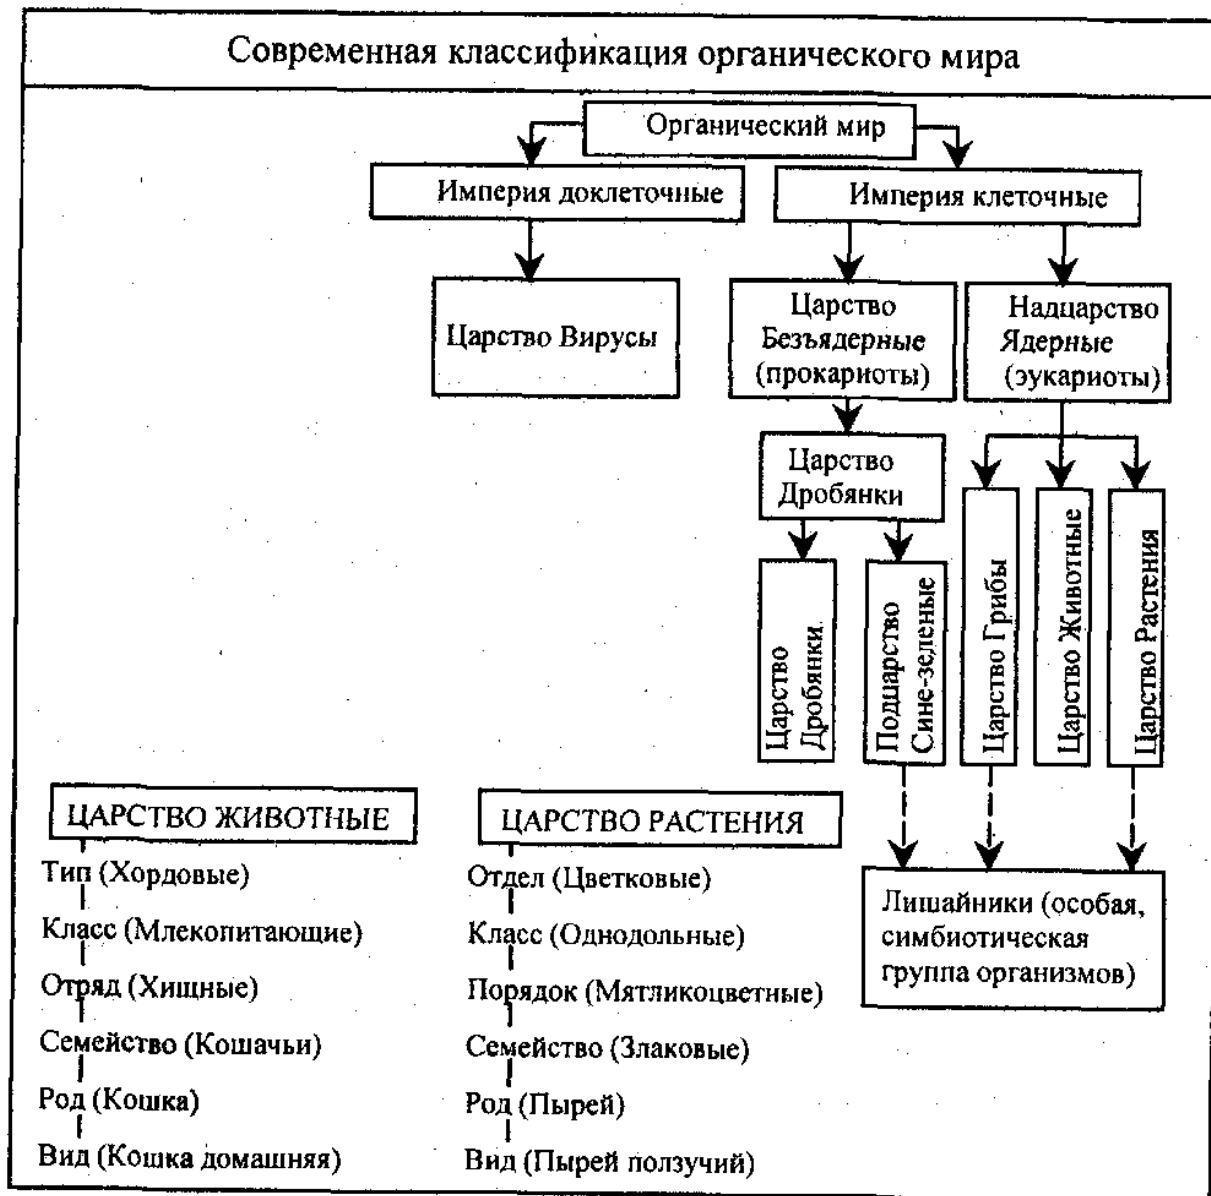 Современная классификация органического мира
Органический мир
Империя доклеточные
Империя клеточные
Царство Вирусы
Царство
Безъядерные
(прокариоты)
Надцарство
Ядерные
(эукариоты)
Царство
Дробянки
Царство
Дробянки
Подцарство
Сине-зеленые
Царство Грибы
Царство Животные
Царство Растения
Лишайники (особая,
симбиотическая
группа организмов)
ЦАРСТВО ЖИВОТНЫЕ
Тип (Хордовые)
Класс (Млекопитающие)
Отряд (Хищные)
Семейство (Кошачьи)
Род (Кошка)
Вид (Кошка домашняя)
ЦАРСТВО РАСТЕНИЯ
Отдел (Цветковые)
Класс (Однодольные)
Порядок (Мятликоцветные)
Семейство (Злаковые)
Род (Пырей)
Вид (Пырей ползучий)